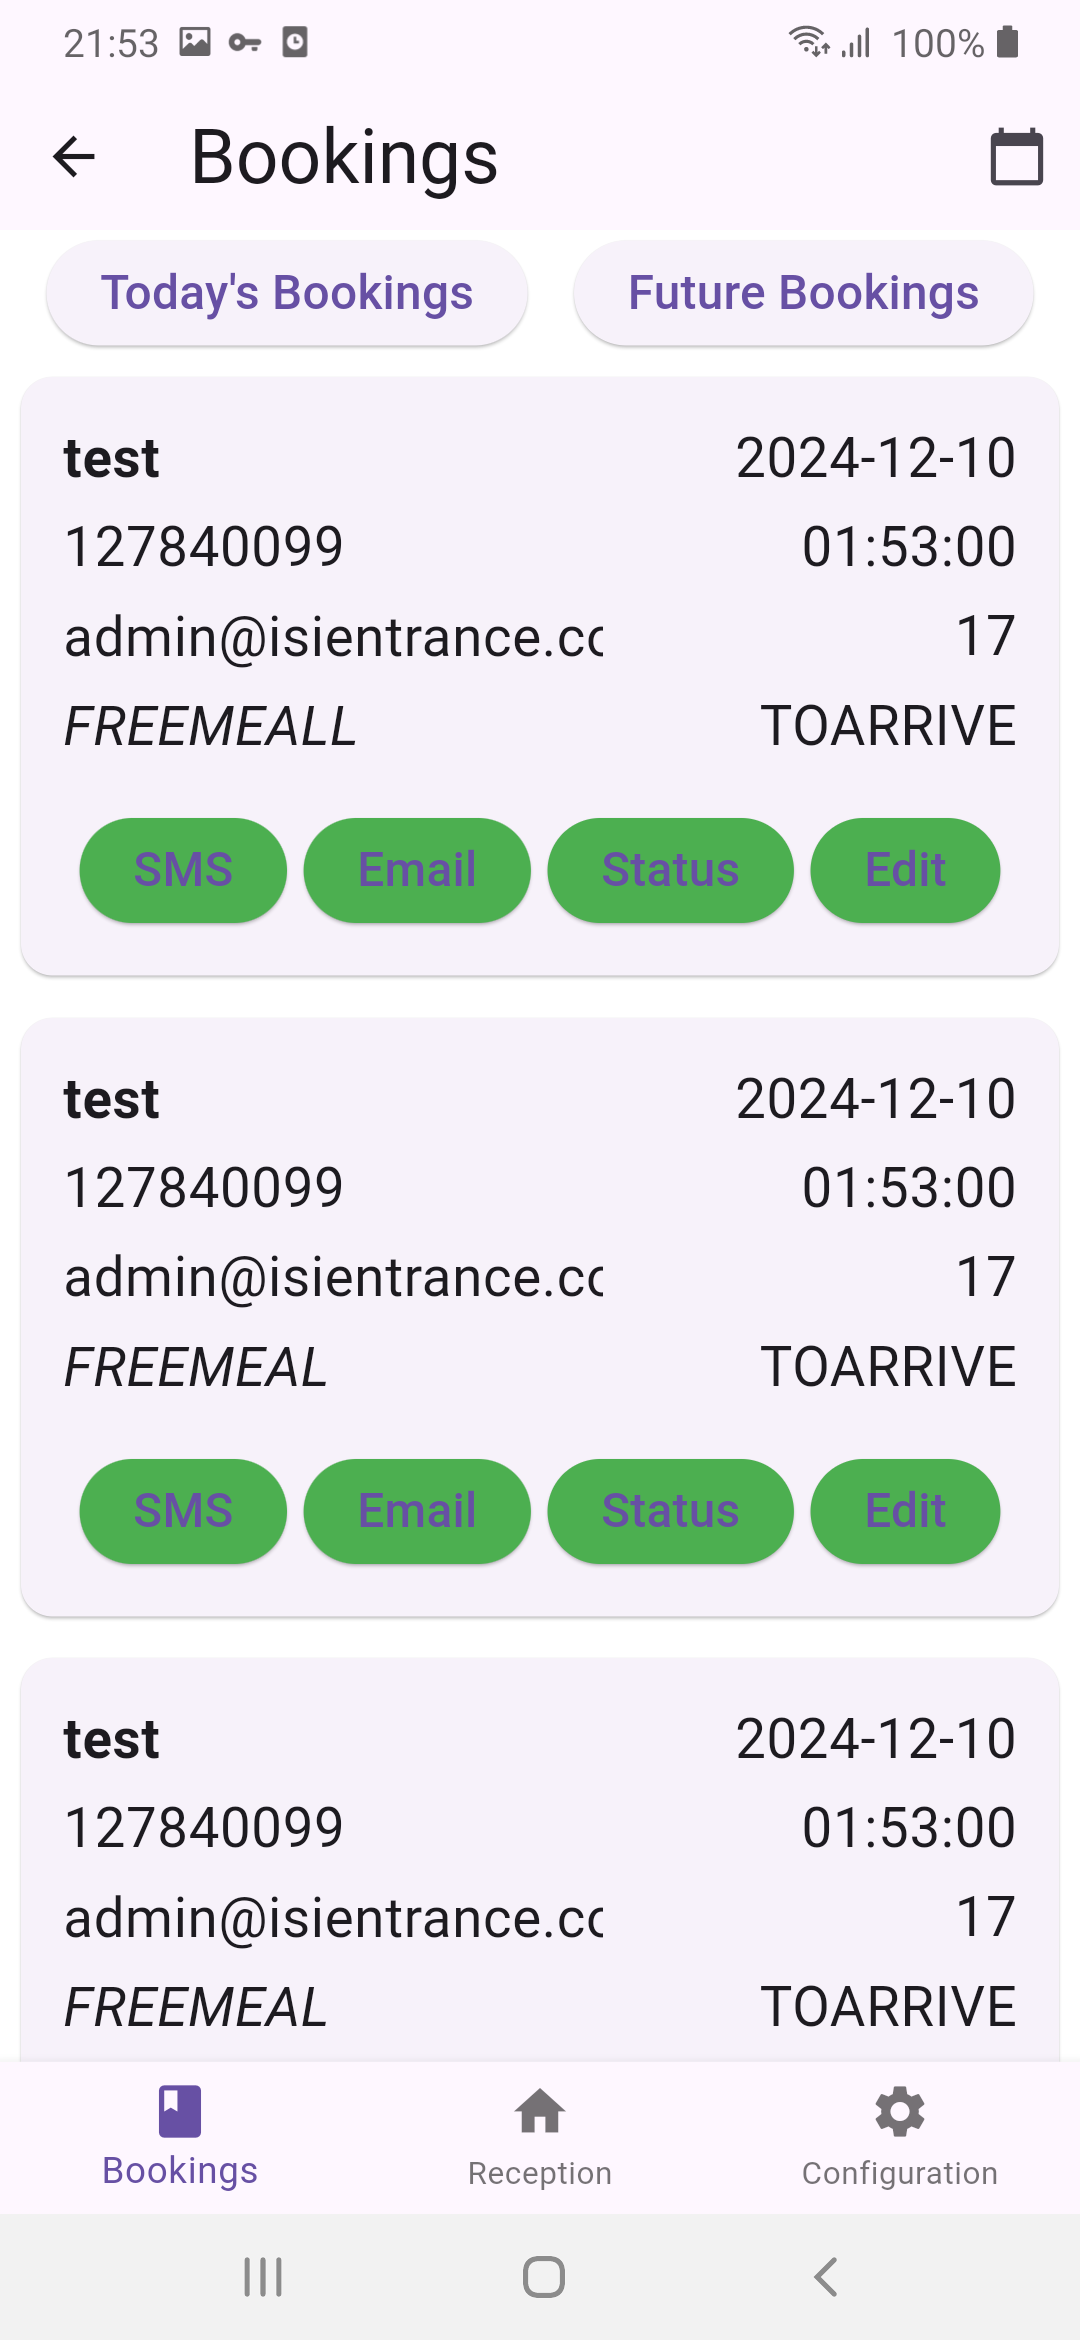 21:53 100%
Bookings
Today's Bookings Future Bookings
test 2024-12-10
127840099 01:53:00
admin@isientrance.cc 17
FREEMEALL TOARRIVE
SMS Email Status Edit
test 2024-12-10
127840099 01:53:00
admin@isientrance.cc 17
FREEMEAL TOARRIVE
SMS Email Status Edit
test 2024-12-10
127840099 01:53:00
admin@isientrance.cc 17
FREEMEAL TOARRIVE
Bookings Reception Configuration